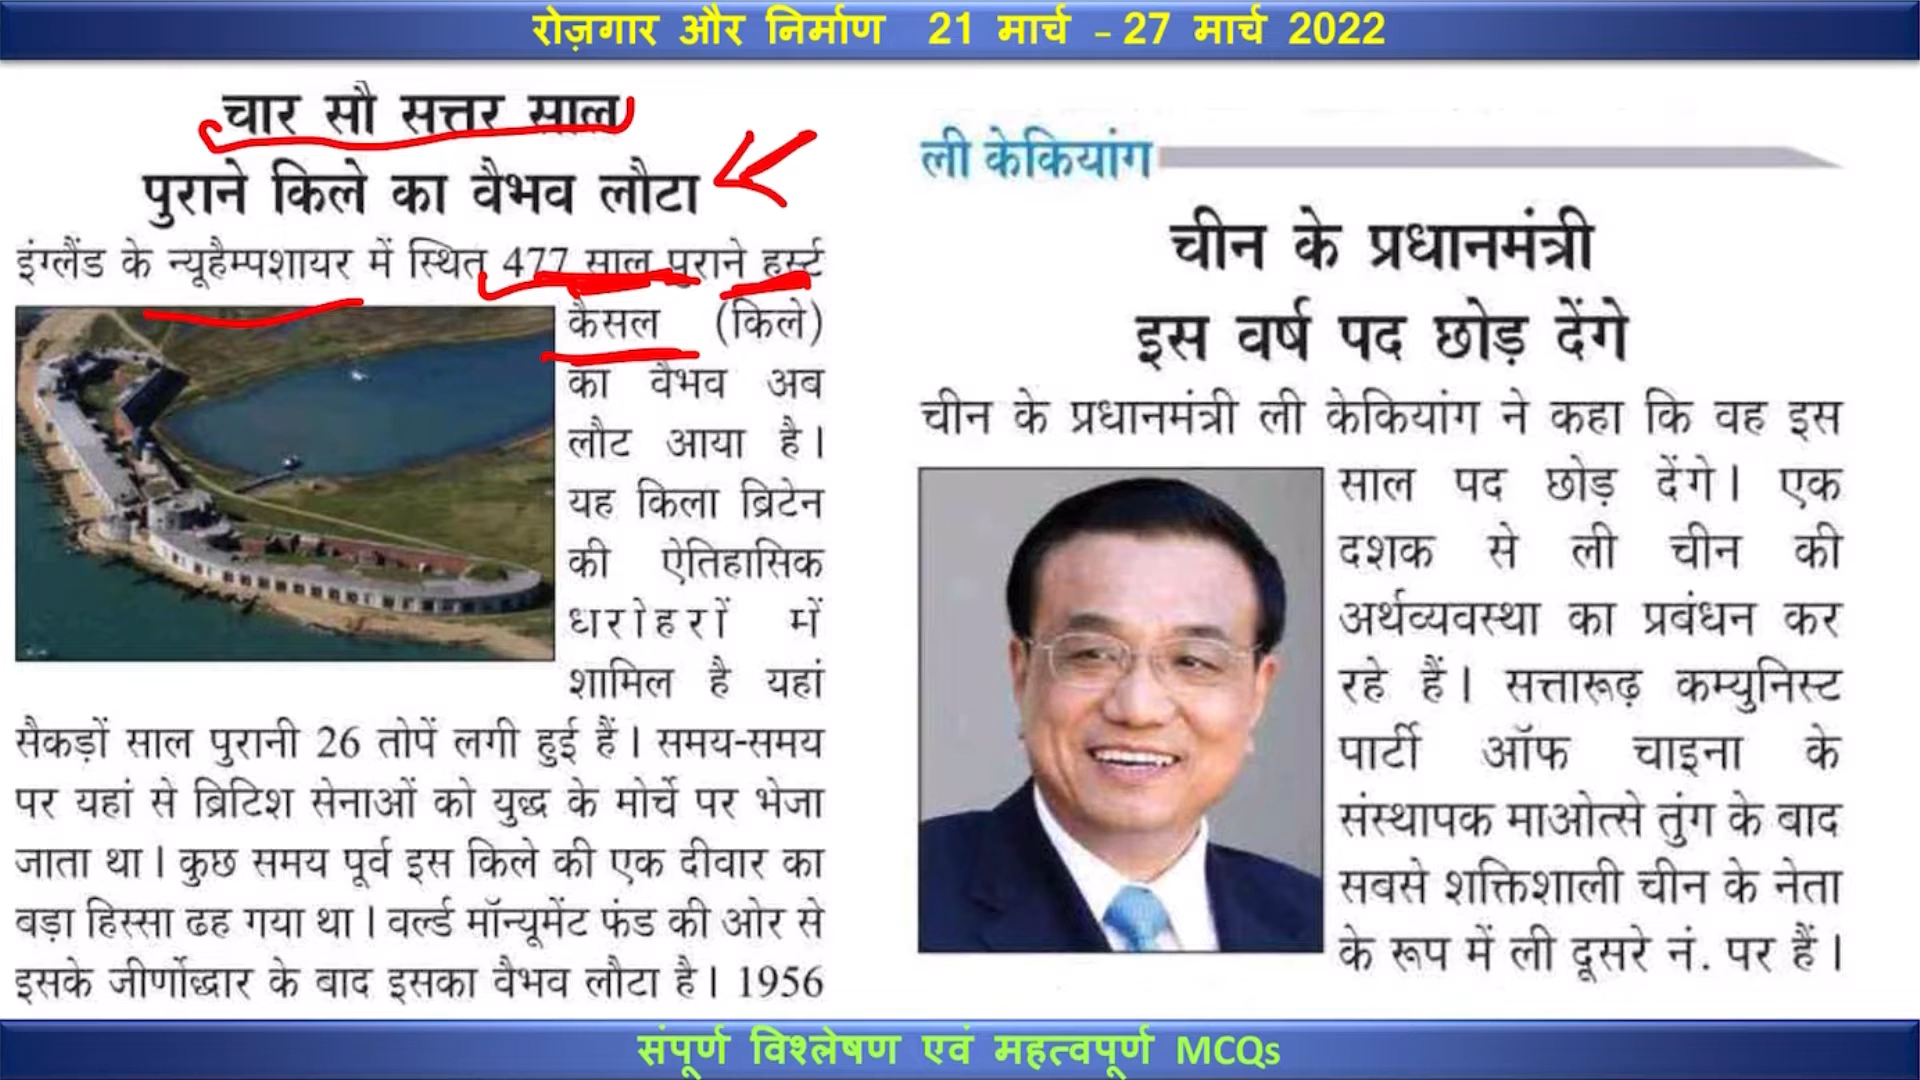 रोज़गार और निर्माण 21 मार्च - 27 मार्च 2022
चार सौ सत्तर साल
पुराने किले का वैभव लौटा
इंग्लैंड के न्यूहैम्पशायर में स्थित 477 साल पुराने हर्स्ट
कैसल (किले)
का वैभव अब
लौट आया है।
यह किला ब्रिटेन
की ऐतिहासिक
धरोहरों में
शामिल है यहां
सैकड़ों साल पुरानी 26 तोपें लगी हुई हैं। समय-समय
पर यहां से ब्रिटिश सेनाओं को युद्ध के मोर्चे पर भेजा
जाता था। कुछ समय पूर्व इस किले की एक दीवार का
बड़ा हिस्सा ढह गया था। वर्ल्ड मॉन्यूमेंट फंड की ओर से
इसके जीर्णोद्धार के बाद इसका वैभव लौटा है। 1956
ली केकियांग
चीन के प्रधानमंत्री
इस वर्ष पद छोड़ देंगे
चीन के प्रधानमंत्री ली केकियांग ने कहा कि वह इस
साल पद छोड़ देंगे। एक
दशक से ली चीन की
अर्थव्यवस्था का प्रबंधन कर
रहे हैं। सत्तारूढ़ कम्युनिस्ट
पार्टी ऑफ चाइना के
संस्थापक माओत्से तुंग के बाद
सबसे शक्तिशाली चीन के नेता
के रूप में ली दूसरे नं. पर हैं।
संपूर्ण विश्लेषण एवं महत्वपूर्ण MCQs